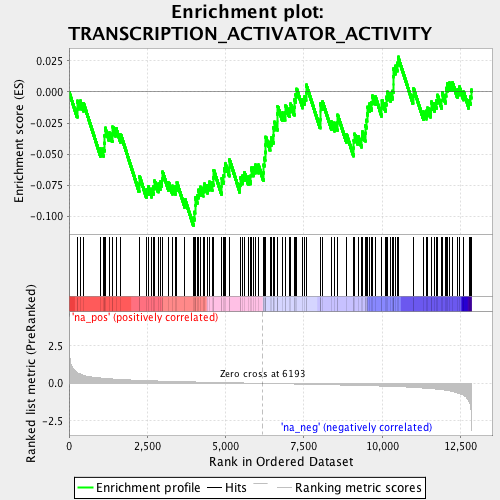 Enrichment plot:
TRANSCRIPTION_ACTIVATOR_ACTIVITY
Enrichment score (ES)
0.025
0.000
-0.025
-0.050
-0.075
-0.100
'na_pos' (positively correlated)
Ranked list metric (PreRanked)
2.5
0.0
-2.5
Zero cross at 6193
'na_neg' (negatively correlated)
0
2,500
5,000
7,500
10,000
12,500
Rank in Ordered Dataset
Enrichment profile
Hits
Ranking metric scores